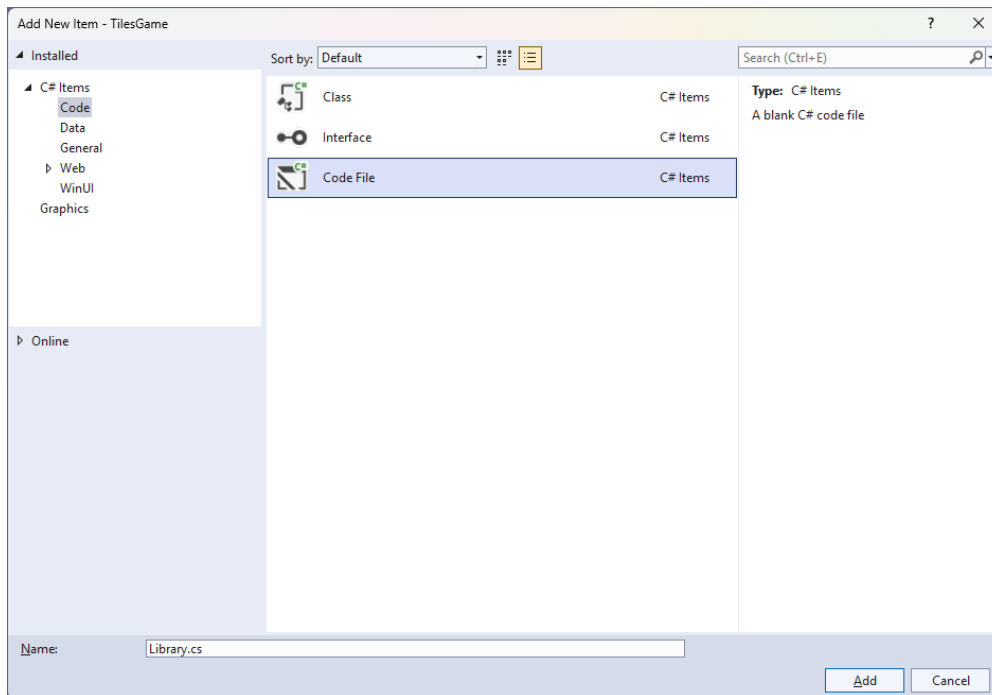 Add New Item - TilesGame
? 
Installed
Sort by: Default
Search (Ctrl+E)
C# Items
Code
Data
General
Web
WinUI
Graphics
Online
C# Class C# Items
Interface C# Items
C# Code File C# Items
Type: C# Items
A blank C# code file
Name: Library.cs
Add Cancel